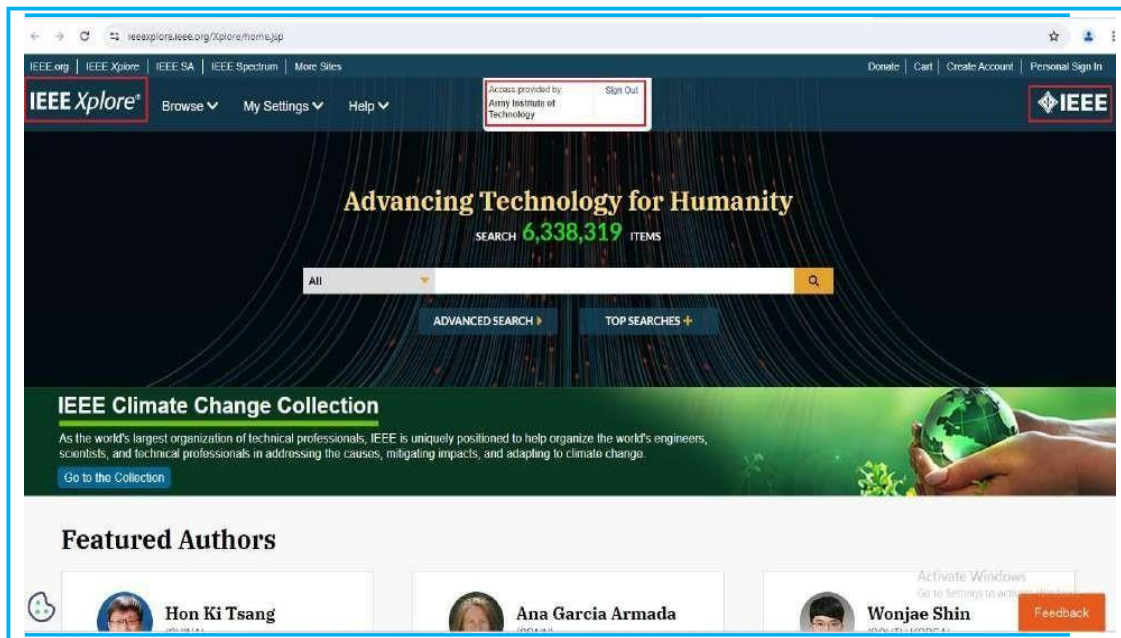 ieeexplore.ieee.org/Xplore/home.jsp
IEEE.org | IEEE Xplore | IEEE SA | IEEE Spectrum | More Sites
Donate | Cart | Create Account | Personal Sign In
IEEE Xplore®
Browse
My Settings
Help
Access provided by:
Army Institute of
Technology
Sign Out
IEEE
Advancing Technology for Humanity
SEARCH 6,338,319 ITEMS
All
ADVANCED SEARCH
TOP SEARCHES +
IEEE Climate Change Collection
As the world's largest organization of technical professionals, IEEE is uniquely positioned to help organize the world's engineers,
scientists, and technical professionals in addressing the causes, mitigating impacts, and adapting to climate change.
Go to the Collection
Featured Authors
Hon Ki Tsang
Ana Garcia Armada
Wonjae Shin
Activate Windows
Go to Settings to activate
Feedback